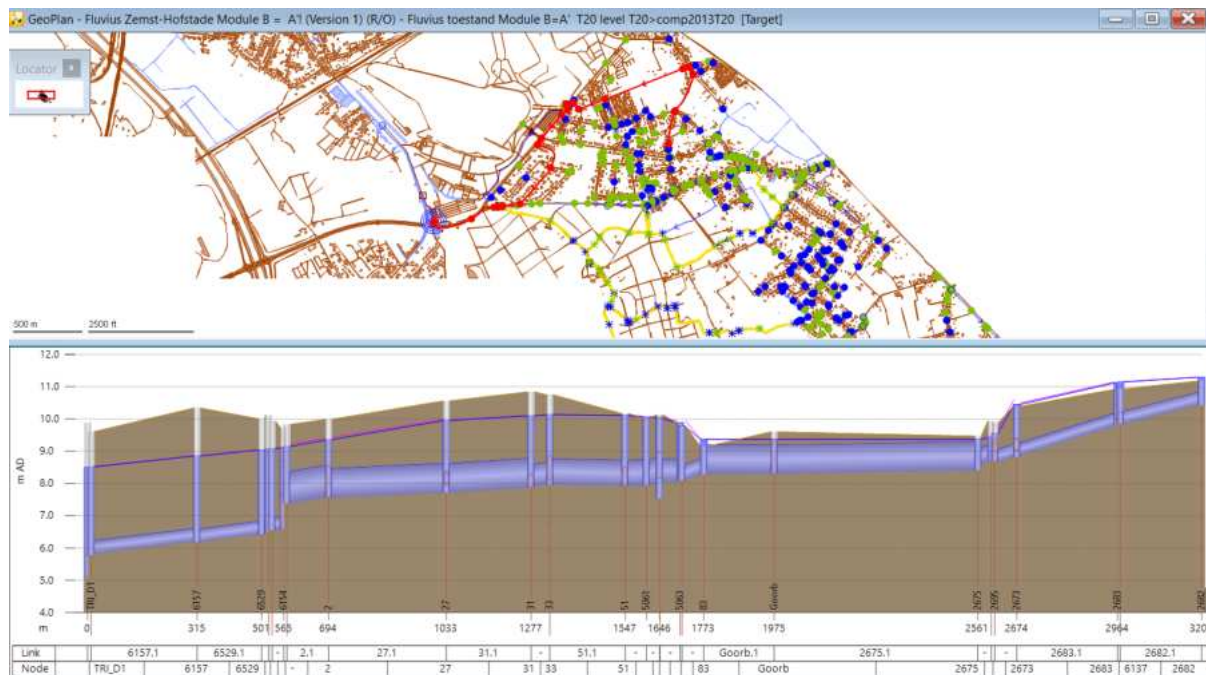 GeoPlan - Fluvius Zemst-Hofstade Module B = A'! (Version 1) (R/O) - Fluvius toestand Module B=A' T20 level T20>comp2013T20 [Target]
Locator
500 m 2500 ft
12.0
11.0
10.0
9.0
8.0
7.0
6.0
5.0
4.0
m AD
TRI_D1 6157 6529 6154 2 27 31 33 51 5061 5063 83 Goorb 2675 2673 2683 2682
m 0 315 501 565 694 1033 1277 1547 1646 1773 1975 2561 2674 2964 320
Link 6157.1 6529.1 - 2.1 27.1 31.1 - 51.1 - - - - Goorb.1 2675.1 - - 2683.1 2682.1
Node TRI_D1 6157 6529 - 2 27 31 33 51 83 Goorb 2675 2673 2683 6137 2682